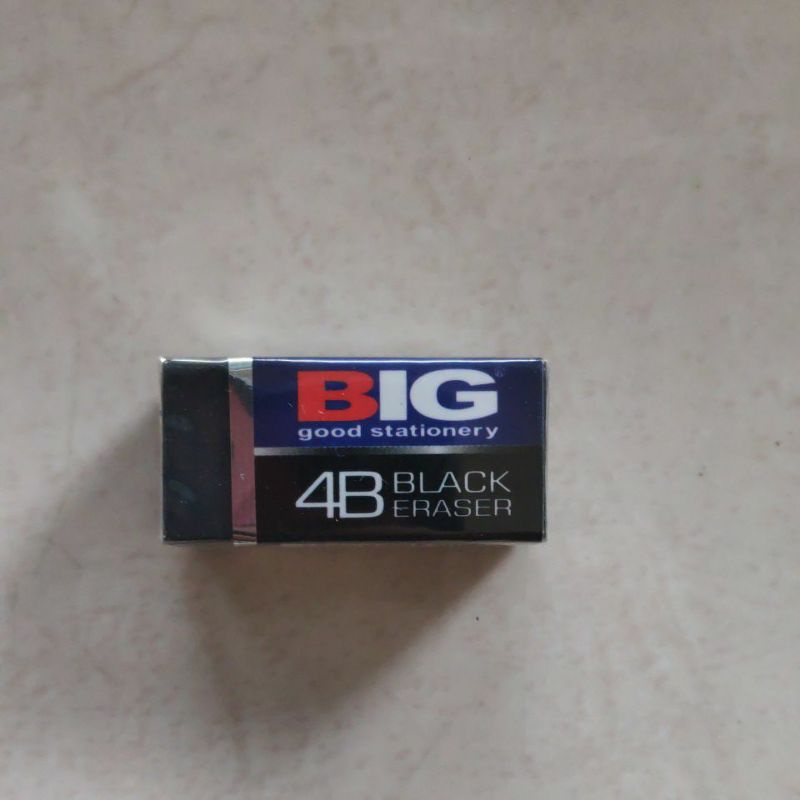 BIG
good stationery
4B BLACK
ERASER